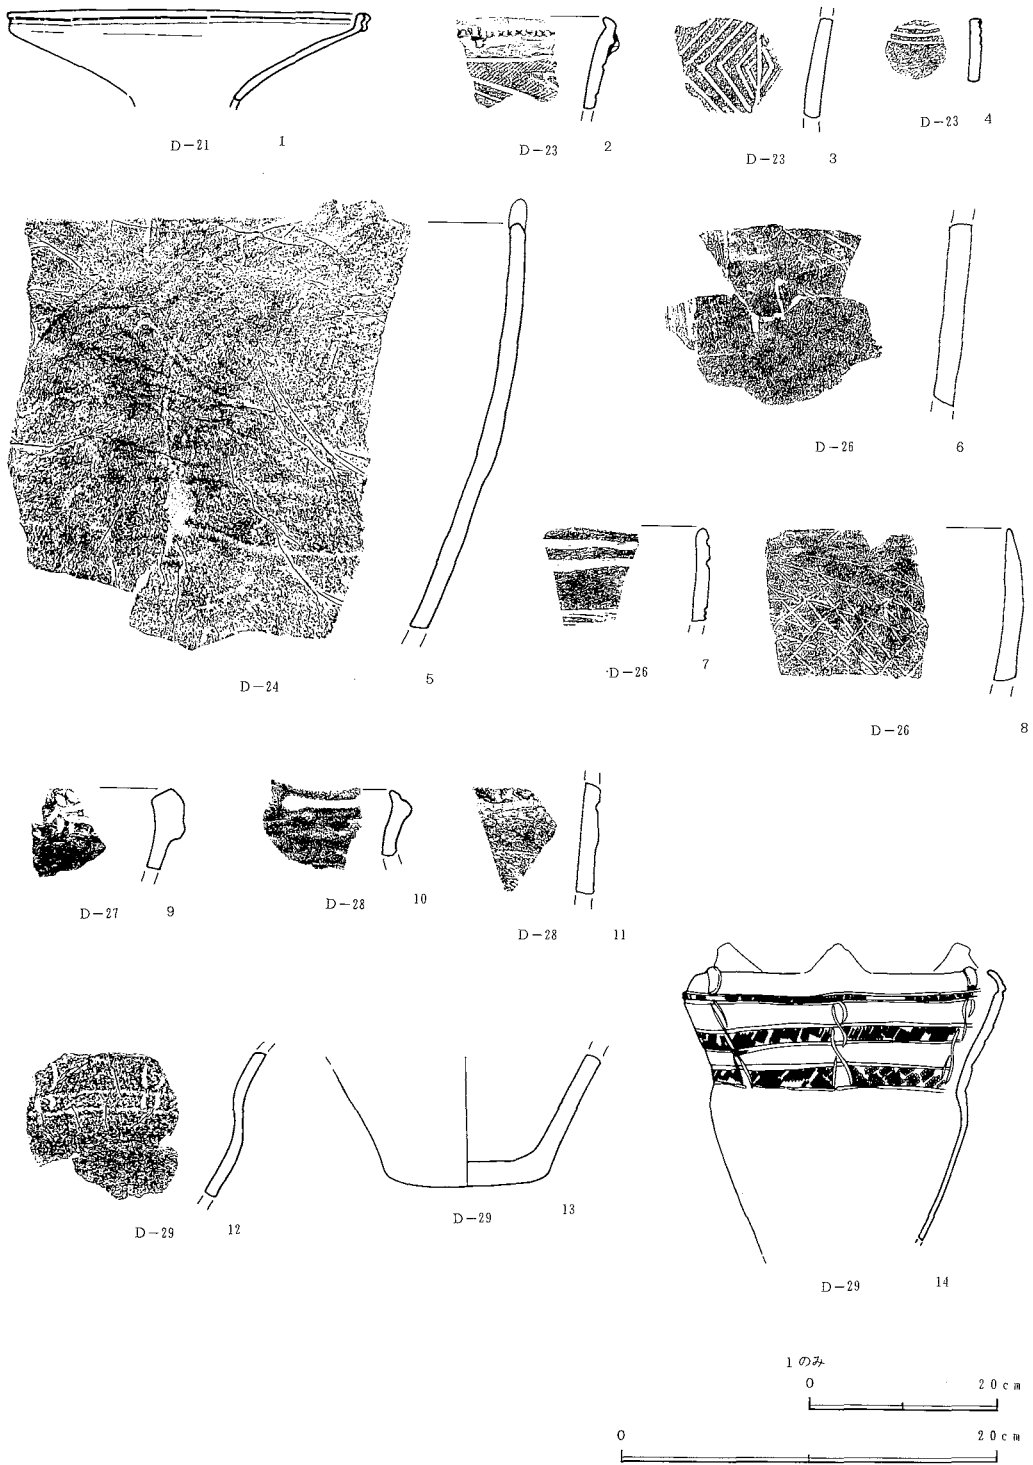 D-21 1
D-23 2
D-23 3
D-23 4
D-24 5
D-26 6
D-26 7
D-26 8
D-27 9
D-28 10
D-28 11
D-29 12
D-29 13
D-29 14
1のみ
0 20cm
0 20cm